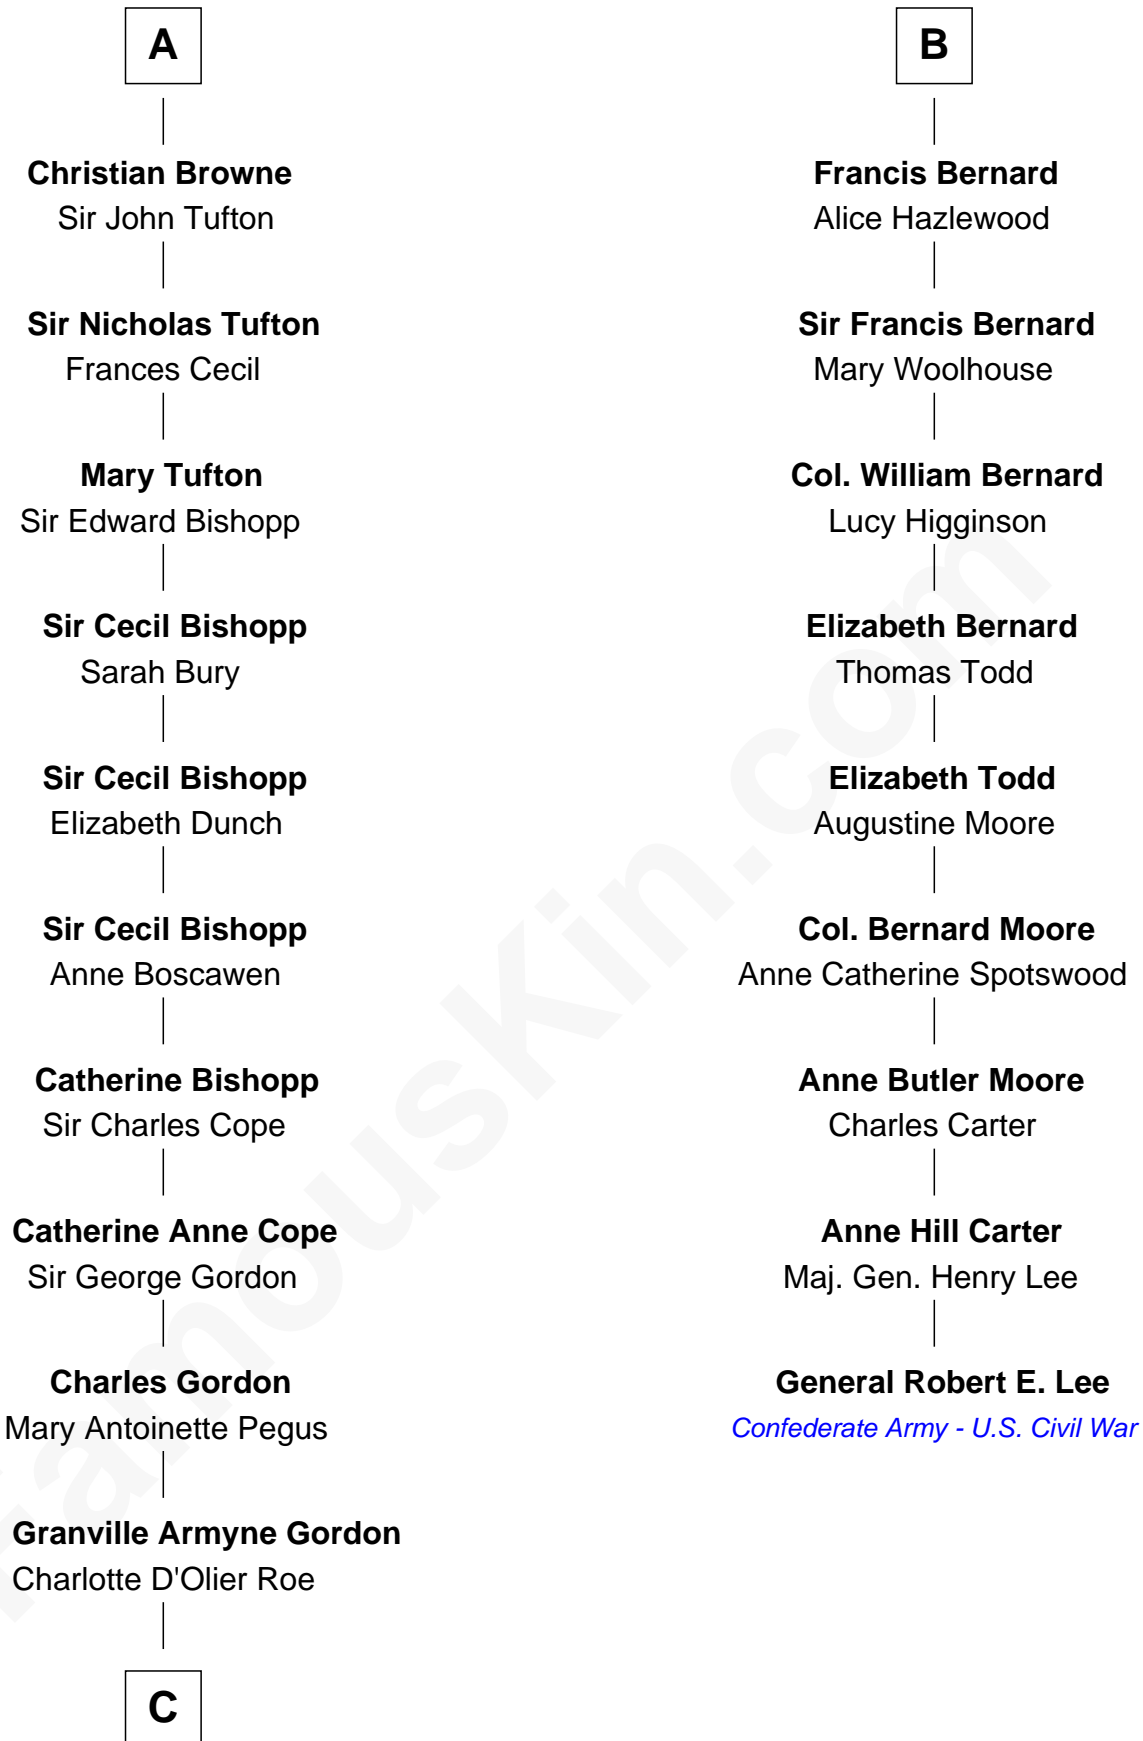 A
Christian Browne
Sir John Tufton
Sir Nicholas Tufton
Frances Cecil
Mary Tufton
Sir Edward Bishopp
Sir Cecil Bishopp
Sarah Bury
Sir Cecil Bishopp
Elizabeth Dunch
Sir Cecil Bishopp
Anne Boscawen
Catherine Bishopp
Sir Charles Cope
Catherine Anne Cope
Sir George Gordon
Charles Gordon
Mary Antoinette Pegus
Granville Armyne Gordon
Charlotte D'Olier Roe
C
B
Francis Bernard
Alice Hazlewood
Sir Francis Bernard
Mary Woolhouse
Col. William Bernard
Lucy Higginson
Elizabeth Bernard
Thomas Todd
Elizabeth Todd
Augustine Moore
Col. Bernard Moore
Anne Catherine Spotswood
Anne Butler Moore
Charles Carter
Anne Hill Carter
Maj. Gen. Henry Lee
General Robert E. Lee
Confederate Army - U.S. Civil War
FamousKin.com